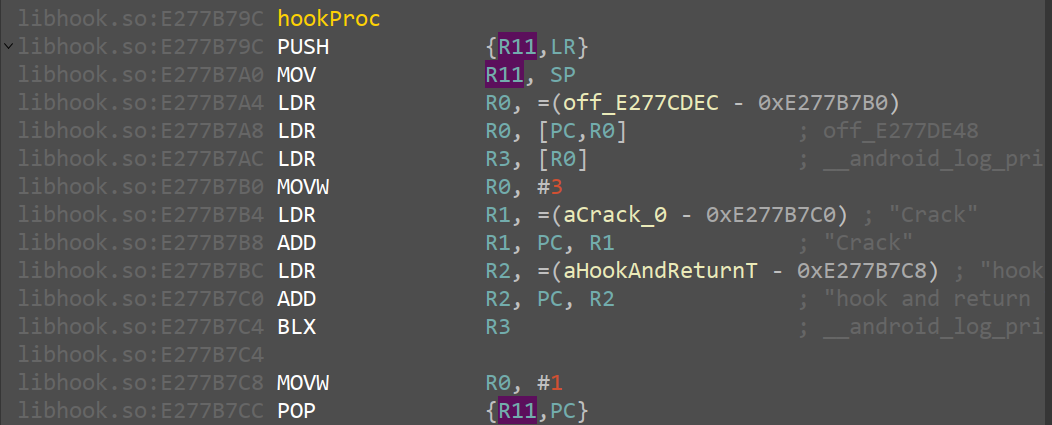 libhook.so:E277B79C hookProc
libhook.so:E277B79C PUSH {R11,LR}
libhook.so:E277B7A0 MOV R11, SP
libhook.so:E277B7A4 LDR R0, =(off_E277CDEC - 0xE277B7B0)
libhook.so:E277B7A8 LDR R0, [PC,R0] ; off_E277DE48
libhook.so:E277B7AC LDR R3, [R0] ; __android_log_pri
libhook.so:E277B7B0 MOVW R0, #3
libhook.so:E277B7B4 LDR R1, =(aCrack_0 - 0xE277B7C0) ; "Crack"
libhook.so:E277B7B8 ADD R1, PC, R1 ; "Crack"
libhook.so:E277B7BC LDR R2, =(aHookAndReturnT - 0xE277B7C8) ; "hook
libhook.so:E277B7C0 ADD R2, PC, R2 ; "hook and return
libhook.so:E277B7C4 BLX R3 ; __android_log_pri
libhook.so:E277B7C4
libhook.so:E277B7C8 MOVW R0, #1
libhook.so:E277B7CC POP {R11,PC}